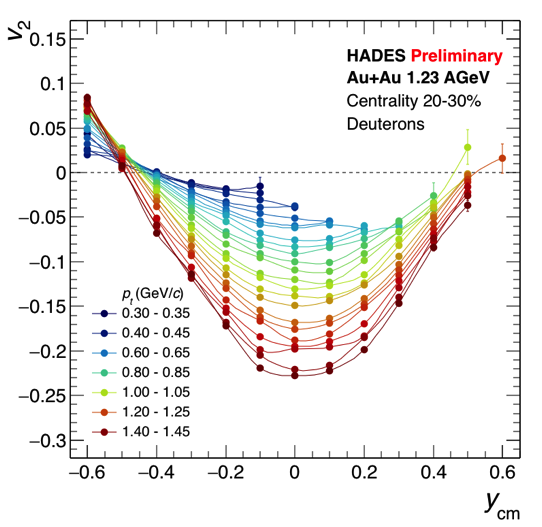 v2
0.15
0.1
0.05
0
−0.05
−0.1
−0.15
−0.2
−0.25
−0.3
HADES Preliminary
Au+Au 1.23 AGeV
Centrality 20-30%
Deuterons
pt (GeV/c)
0.30 - 0.35
0.40 - 0.45
0.60 - 0.65
0.80 - 0.85
1.00 - 1.05
1.20 - 1.25
1.40 - 1.45
−0.6 −0.4 −0.2 0 0.2 0.4 0.6
ycm